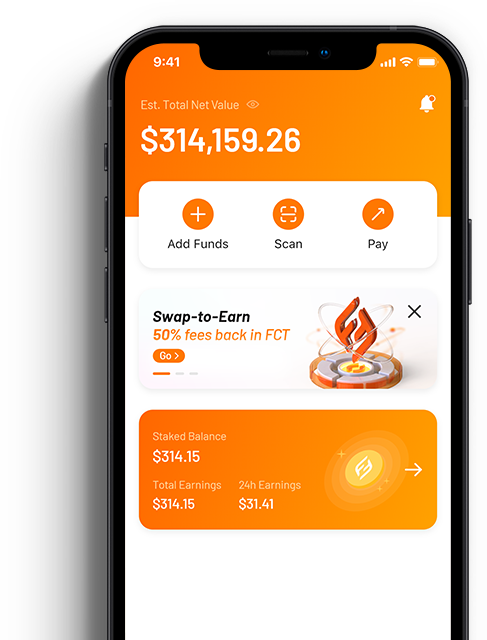 9:41
Est. Total Net Value
$314,159.26
Add Funds
Scan
Pay
Swap-to-Earn
50% fees back in FCT
Go
Staked Balance
$314.15
Total Earnings 24h Earnings
$314.15 $31.41